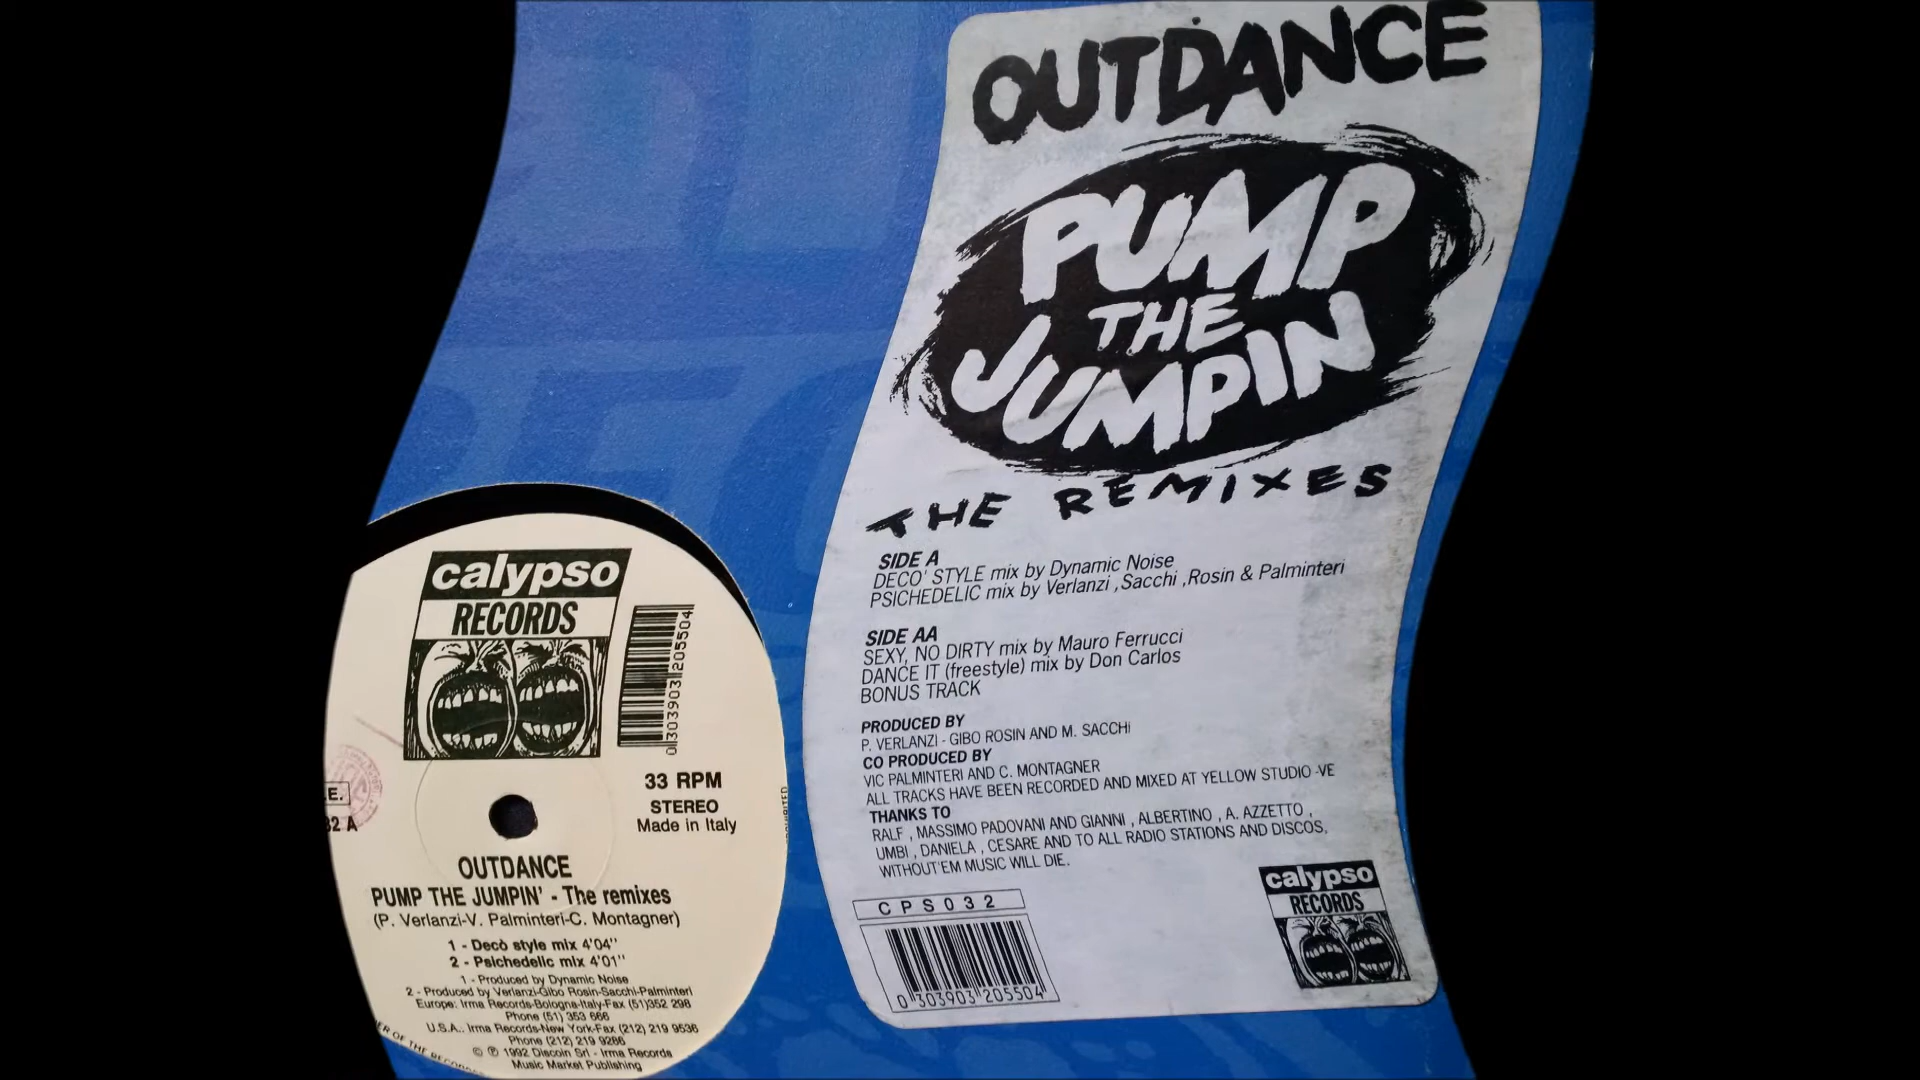 OUTDANCE
PUMP
THE
JUMPIN
THE REMIXES
SIDE A
DECO' STYLE mix by Dynamic Noise
PSICHEDELIC mix by Verlanzi ,Sacchi ,Rosin & Palminteri
SIDE AA
SEXY, NO DIRTY mix by Mauro Ferrucci
DANCE IT (freestyle) mix by Don Carlos
BONUS TRACK
PRODUCED BY
P. VERLANZI - GIBO ROSIN AND M. SACCHi
CO PRODUCED BY
VIC PALMINTERI AND C. MONTAGNER
ALL TRACKS HAVE BEEN RECORDED AND MIXED AT YELLOW STUDIO -VE
THANKS TO
RALF , MASSIMO PADOVANI AND GIANNI , ALBERTINO , A. AZZETTO ,
UMBI , DANIELA , CESARE AND TO ALL RADIO STATIONS AND DISCOS,
WITHOUT'EM MUSIC WILL DIE.
CPS032
0 303903 205504
calypso
RECORDS
calypso
RECORDS
0 303903 205504
.E.
32 A
33 RPM
STEREO
Made in Italy
OUTDANCE
PUMP THE JUMPIN' - The remixes
(P. Verlanzi-V. Palminteri-C. Montagner)
1 - Decò style mix 4'04"
2 - Psichedelic mix 4'01"
1 - Produced by Dynamic Noise
2 - Produced by Verlanzi-Gibo Rosin-Sacchi-Palminteri
Europe: Irma Records-Bologna-Italy-Fax (51)352 298
Phone (51) 353 666
U.S.A.. Irma Records-New York-Fax (212) 219 9536
Phone (212) 219 9286
© ℗ 1992 Discoin Srl - Irma Records
Music Market Publishing
ER OF THE RECOR